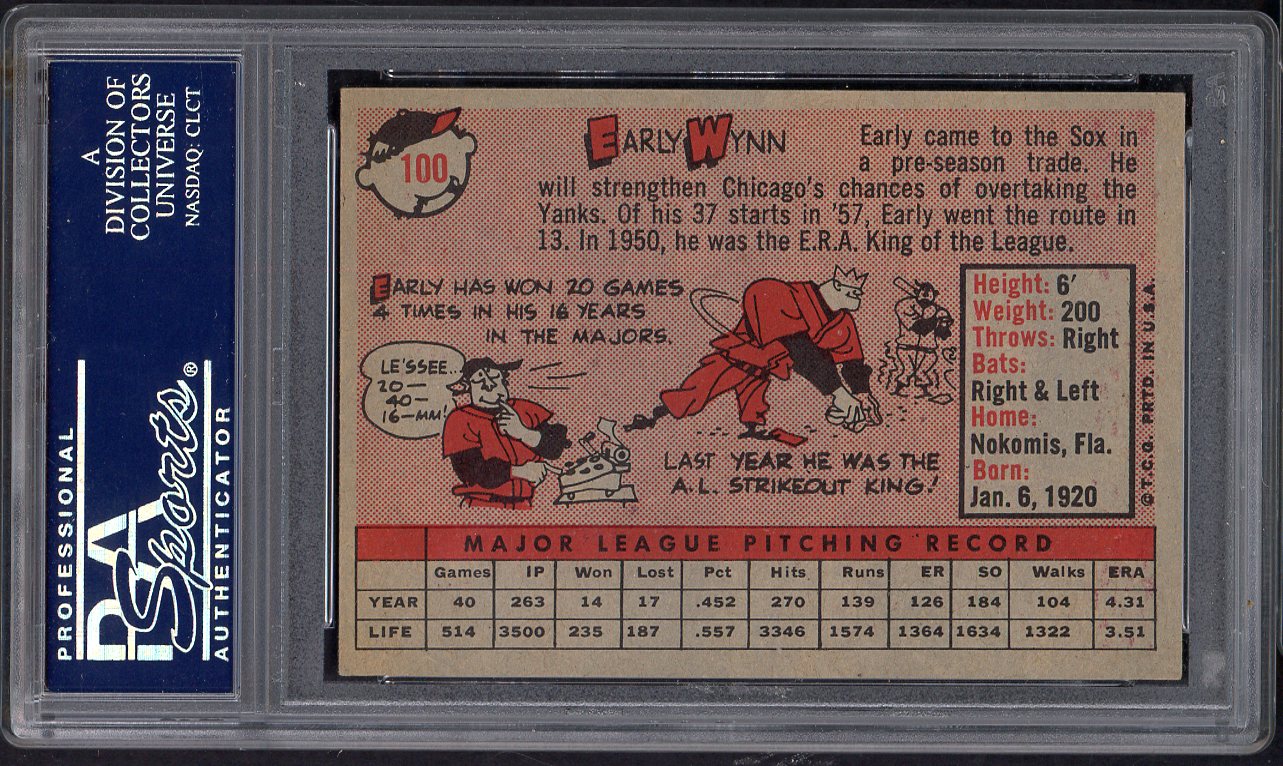 A
DIVISION OF
COLLECTORS
UNIVERSE
NASDAQ: CLCT
PROFESSIONAL
PSA
Sports®
AUTHENTICATOR
100
EARLY WYNN
Early came to the Sox in
a pre-season trade. He
will strengthen Chicago's chances of overtaking the
Yanks. Of his 37 starts in '57, Early went the route in
13. In 1950, he was the E.R.A. King of the League.
EARLY HAS WON 20 GAMES
4 TIMES IN HIS 16 YEARS
IN THE MAJORS.
LE'SSEE...
20—
40—
16—MM!
LAST YEAR HE WAS THE
A.L. STRIKEOUT KING!
Height: 6'
Weight: 200
Throws: Right
Bats:
Right & Left
Home:
Nokomis, Fla.
Born:
Jan. 6, 1920
© T.C.G. PRTD. IN U.S.A.
MAJOR LEAGUE PITCHING RECORD
Games IP Won Lost Pct Hits Runs ER SO Walks ERA
YEAR 40 263 14 17 .452 270 139 126 184 104 4.31
LIFE 514 3500 235 187 .557 3346 1574 1364 1634 1322 3.51